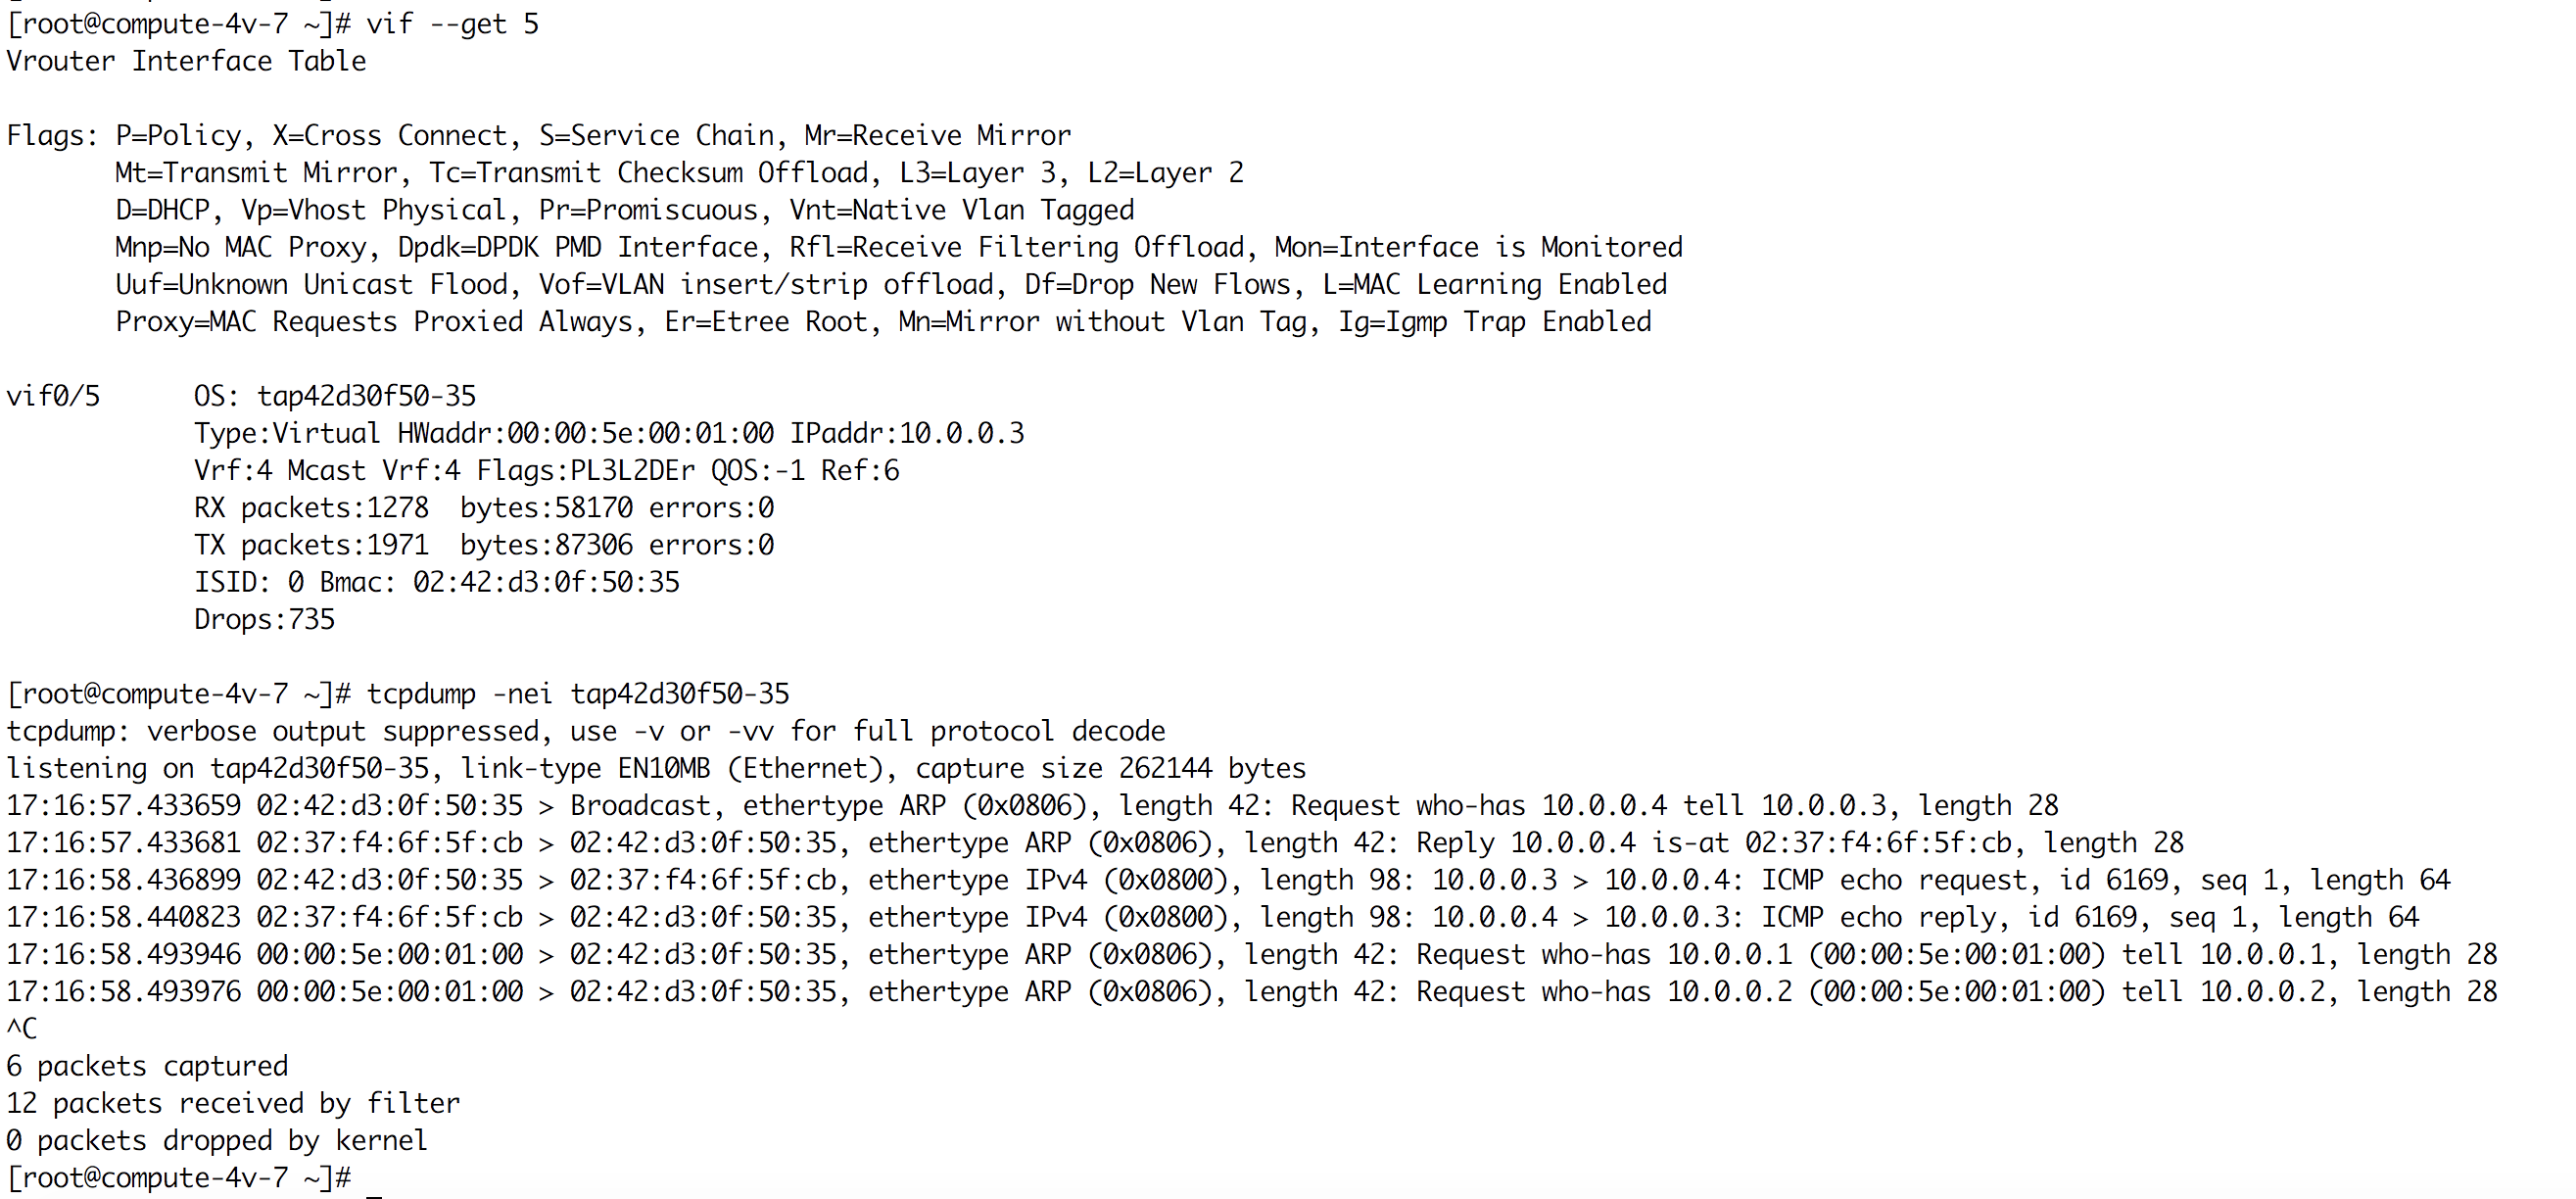 [root@compute-4v-7 ~]# vif --get 5
Vrouter Interface Table

Flags: P=Policy, X=Cross Connect, S=Service Chain, Mr=Receive Mirror
       Mt=Transmit Mirror, Tc=Transmit Checksum Offload, L3=Layer 3, L2=Layer 2
       D=DHCP, Vp=Vhost Physical, Pr=Promiscuous, Vnt=Native Vlan Tagged
       Mnp=No MAC Proxy, Dpdk=DPDK PMD Interface, Rfl=Receive Filtering Offload, Mon=Interface is Monitored
       Uuf=Unknown Unicast Flood, Vof=VLAN insert/strip offload, Df=Drop New Flows, L=MAC Learning Enabled
       Proxy=MAC Requests Proxied Always, Er=Etree Root, Mn=Mirror without Vlan Tag, Ig=Igmp Trap Enabled

vif0/5      OS: tap42d30f50-35
            Type:Virtual HWaddr:00:00:5e:00:01:00 IPaddr:10.0.0.3
            Vrf:4 Mcast Vrf:4 Flags:PL3L2DEr QOS:-1 Ref:6
            RX packets:1278  bytes:58170 errors:0
            TX packets:1971  bytes:87306 errors:0
            ISID: 0 Bmac: 02:42:d3:0f:50:35
            Drops:735

[root@compute-4v-7 ~]# tcpdump -nei tap42d30f50-35
tcpdump: verbose output suppressed, use -v or -vv for full protocol decode
listening on tap42d30f50-35, link-type EN10MB (Ethernet), capture size 262144 bytes
17:16:57.433659 02:42:d3:0f:50:35 > Broadcast, ethertype ARP (0x0806), length 42: Request who-has 10.0.0.4 tell 10.0.0.3, length 28
17:16:57.433681 02:37:f4:6f:5f:cb > 02:42:d3:0f:50:35, ethertype ARP (0x0806), length 42: Reply 10.0.0.4 is-at 02:37:f4:6f:5f:cb, length 28
17:16:58.436899 02:42:d3:0f:50:35 > 02:37:f4:6f:5f:cb, ethertype IPv4 (0x0800), length 98: 10.0.0.3 > 10.0.0.4: ICMP echo request, id 6169, seq 1, length 64
17:16:58.440823 02:37:f4:6f:5f:cb > 02:42:d3:0f:50:35, ethertype IPv4 (0x0800), length 98: 10.0.0.4 > 10.0.0.3: ICMP echo reply, id 6169, seq 1, length 64
17:16:58.493946 00:00:5e:00:01:00 > 02:42:d3:0f:50:35, ethertype ARP (0x0806), length 42: Request who-has 10.0.0.1 (00:00:5e:00:01:00) tell 10.0.0.1, length 28
17:16:58.493976 00:00:5e:00:01:00 > 02:42:d3:0f:50:35, ethertype ARP (0x0806), length 42: Request who-has 10.0.0.2 (00:00:5e:00:01:00) tell 10.0.0.2, length 28
^C
6 packets captured
12 packets received by filter
0 packets dropped by kernel
[root@compute-4v-7 ~]#